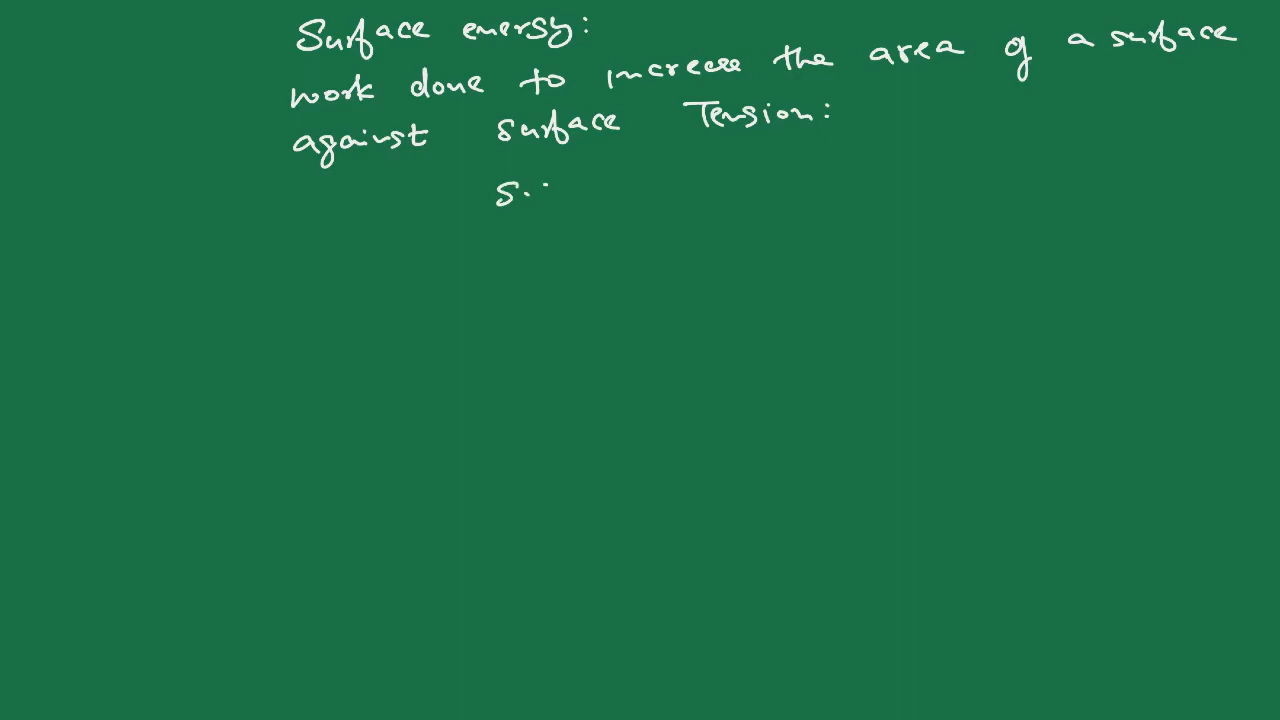 Surface energy:
work done to increase the area of a surface
against surface Tension:
S.